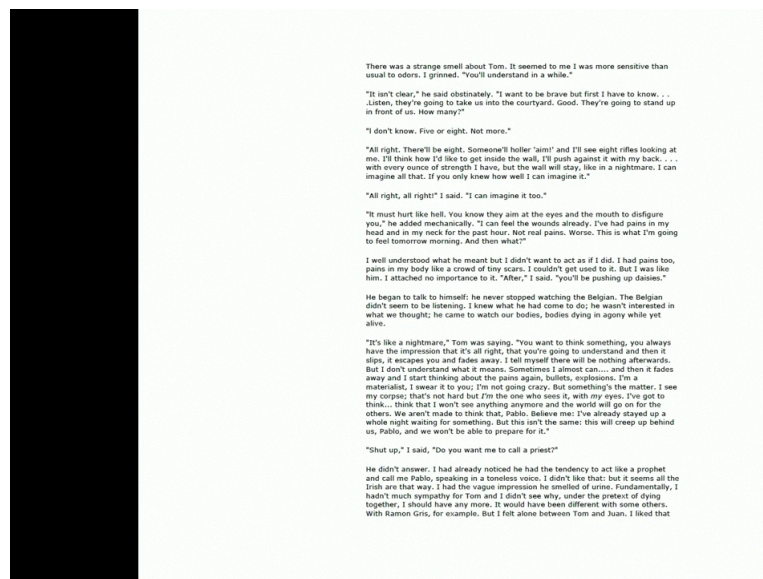 There was a strange smell about Tom. It seemed to me I was more sensitive than
usual to odors. I grinned. "You'll understand in a while."
"It isn't clear," he said obstinately. "I want to be brave but first I have to know. . .
.Listen, they're going to take us into the courtyard. Good. They're going to stand up
in front of us. How many?"
"l don't know. Five or eight. Not more."
"All right. There'll be eight. Someone'll holler 'aim!' and I'll see eight rifles looking at
me. I'll think how I'd like to get inside the wall, I'll push against it with my back. . . .
with every ounce of strength I have, but the wall will stay, like in a nightmare. I can
imagine all that. If you only knew how well I can imagine it."
"All right, all right!" I said. "I can imagine it too."
"lt must hurt like hell. You know they aim at the eyes and the mouth to disfigure
you," he added mechanically. "I can feel the wounds already. I've had pains in my
head and in my neck for the past hour. Not real pains. Worse. This is what I'm going
to feel tomorrow morning. And then what?"
I well understood what he meant but I didn't want to act as if I did. I had pains too,
pains in my body like a crowd of tiny scars. I couldn't get used to it. But I was like
him. I attached no importance to it. "After," I said. "you'll be pushing up daisies."
He began to talk to himself: he never stopped watching the Belgian. The Belgian
didn't seem to be listening. I knew what he had come to do; he wasn't interested in
what we thought; he came to watch our bodies, bodies dying in agony while yet
alive.
"It's like a nightmare," Tom was saying. "You want to think something, you always
have the impression that it's all right, that you're going to understand and then it
slips, it escapes you and fades away. I tell myself there will be nothing afterwards.
But I don't understand what it means. Sometimes I almost can.... and then it fades
away and I start thinking about the pains again, bullets, explosions. I'm a
materialist, I swear it to you; I'm not going crazy. But something's the matter. I see
my corpse; that's not hard but I'm the one who sees it, with my eyes. I've got to
think... think that I won't see anything anymore and the world will go on for the
others. We aren't made to think that, Pablo. Believe me: I've already stayed up a
whole night waiting for something. But this isn't the same: this will creep up behind
us, Pablo, and we won't be able to prepare for it."
"Shut up," I said, "Do you want me to call a priest?"
He didn't answer. I had already noticed he had the tendency to act like a prophet
and call me Pablo, speaking in a toneless voice. I didn't like that: but it seems all the
Irish are that way. I had the vague impression he smelled of urine. Fundamentally, I
hadn't much sympathy for Tom and I didn't see why, under the pretext of dying
together, I should have any more. It would have been different with some others.
With Ramon Gris, for example. But I felt alone between Tom and Juan. I liked that